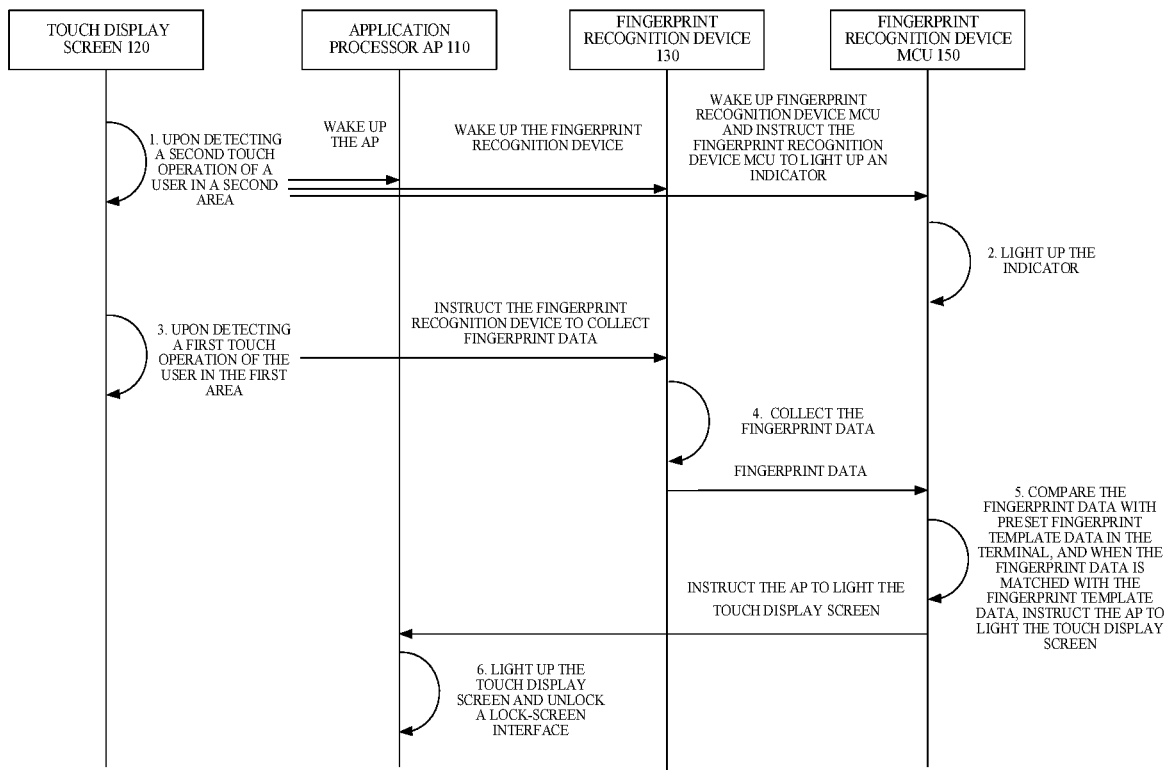 TOUCH DISPLAY
SCREEN 120
APPLICATION
PROCESSOR AP 110
FINGERPRINT
RECOGNITION DEVICE
130
FINGERPRINT
RECOGNITION DEVICE
MCU 150
1. UPON DETECTING
A SECOND TOUCH
OPERATION OF A
USER IN A SECOND
AREA
WAKE UP
THE AP
WAKE UP THE FINGERPRINT
RECOGNITION DEVICE
WAKE UP FINGERPRINT
RECOGNITION DEVICE MCU
AND INSTRUCT THE
FINGERPRINT RECOGNITION
DEVICE MCU TO LIGHT UP AN
INDICATOR
2. LIGHT UP THE
INDICATOR
3. UPON DETECTING
A FIRST TOUCH
OPERATION OF THE
USER IN THE FIRST
AREA
INSTRUCT THE FINGERPRINT
RECOGNITION DEVICE TO COLLECT
FINGERPRINT DATA
4. COLLECT THE
FINGERPRINT DATA
FINGERPRINT DATA
5. COMPARE THE
FINGERPRINT DATA WITH
PRESET FINGERPRINT
TEMPLATE DATA IN THE
TERMINAL, AND WHEN THE
FINGERPRINT DATA IS
MATCHED WITH THE
FINGERPRINT TEMPLATE
DATA, INSTRUCT THE AP TO
LIGHT THE TOUCH DISPLAY
SCREEN
INSTRUCT THE AP TO LIGHT THE
TOUCH DISPLAY SCREEN
6. LIGHT UP THE
TOUCH DISPLAY
SCREEN AND UNLOCK
A LOCK-SCREEN
INTERFACE